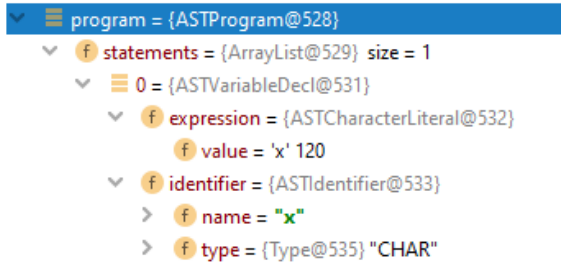 program = {ASTProgram@528}
f statements = {ArrayList@529} size = 1
0 = {ASTVariableDecl@531}
f expression = {ASTCharacterLiteral@532}
f value = 'x' 120
f identifier = {ASTIdentifier@533}
f name = "x"
f type = {Type@535} "CHAR"